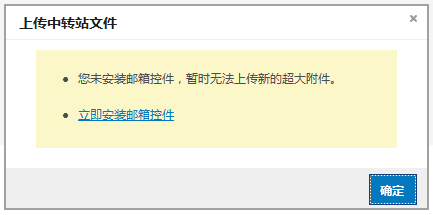 上传中转站文件
您未安装邮箱控件，暂时无法上传新的超大附件。
立即安装邮箱控件
确定